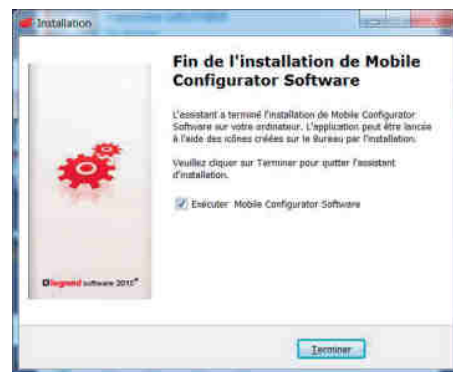 Installation
Fin de l'installation de Mobile
Configurator Software
L'assistant a terminé l'installation de Mobile Configurator
Software sur votre ordinateur. L'application peut être lancée
à l'aide des icônes créées sur le Bureau par l'installation.
Veuillez cliquer sur Terminer pour quitter l'assistant
d'installation.
Exécuter Mobile Configurator Software
legrand software 2010
Terminer